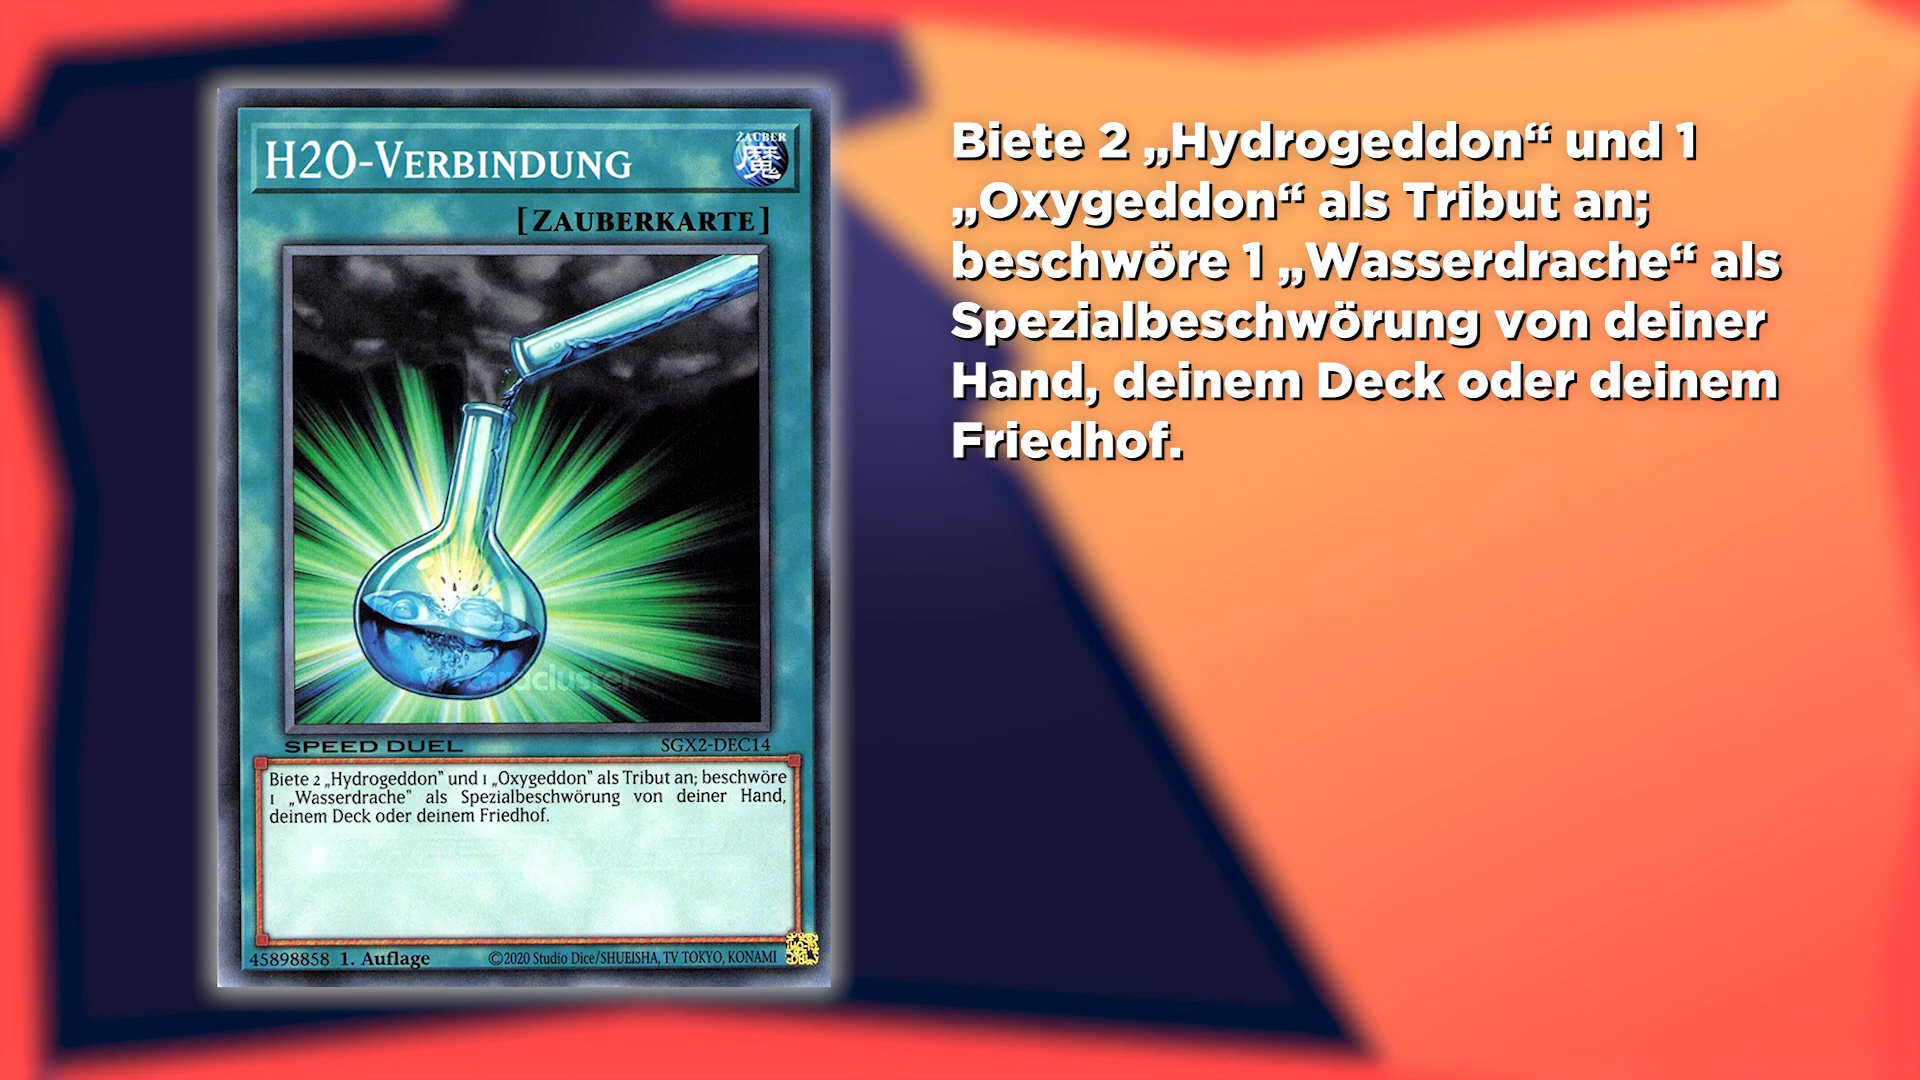 H2O-Verbindung
ZAUBER
魔
[Zauberkarte]
cardcluster
SPEED DUEL
SGX2-DEC14
Biete 2 „Hydrogeddon" und 1 „Oxygeddon" als Tribut an; beschwöre
1 „Wasserdrache" als Spezialbeschwörung von deiner Hand,
deinem Deck oder deinem Friedhof.
45898858 1. Auflage
©2020 Studio Dice/SHUEISHA, TV TOKYO, KONAMI
Biete 2 „Hydrogeddon“ und 1
„Oxygeddon“ als Tribut an;
beschwöre 1 „Wasserdrache“ als
Spezialbeschwörung von deiner
Hand, deinem Deck oder deinem
Friedhof.